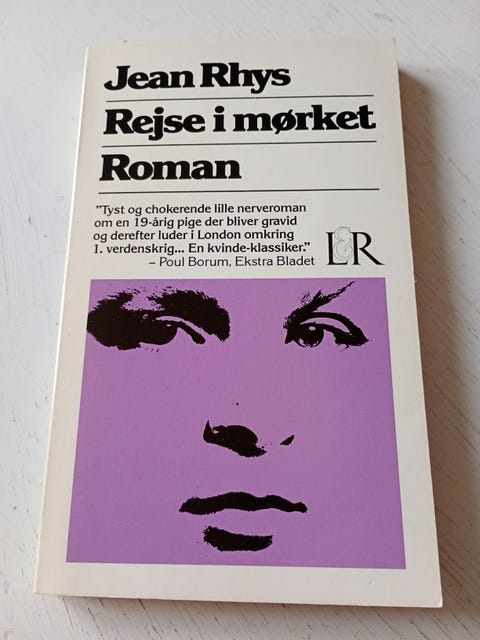 Jean Rhys
Rejse i mørket
Roman
"Tyst og chokerende lille nerveroman
om en 19-årig pige der bliver gravid
og derefter luder i London omkring
1. verdenskrig... En kvinde-klassiker."
– Poul Borum, Ekstra Bladet
L&R